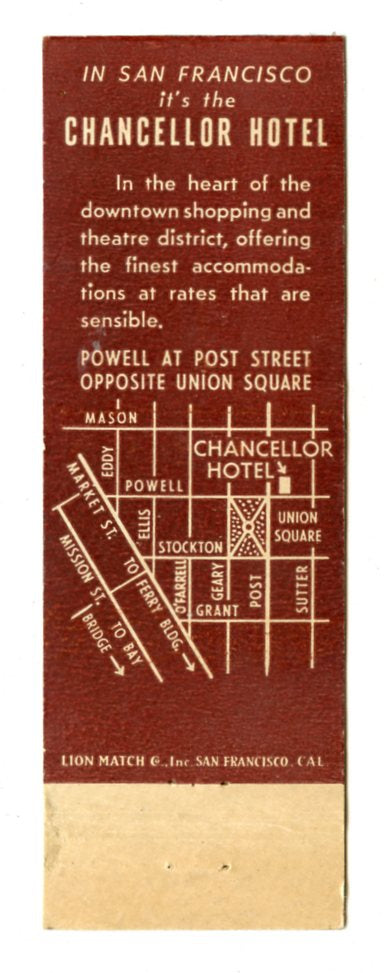 IN SAN FRANCISCO
it's the
CHANCELLOR HOTEL
In the heart of the
downtown shopping and
theatre district, offering
the finest accommoda-
tions at rates that are
sensible.
POWELL AT POST STREET
OPPOSITE UNION SQUARE
MASON
EDDY
CHANCELLOR
HOTEL
POWELL
MARKET ST. TO FERRY BLDG.
ELLIS
UNION
SQUARE
STOCKTON
MISSION ST. TO BAY
BRIDGE
O'FARRELL
GEARY
POST
SUTTER
GRANT
LION MATCH Co., Inc. SAN FRANCISCO. CAL.